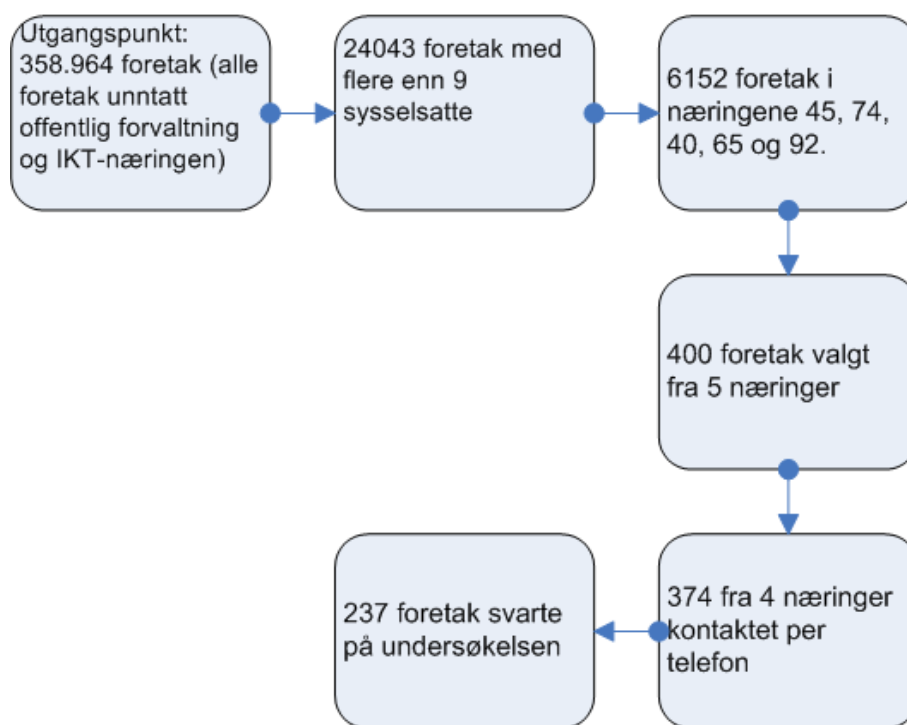 Utgangspunkt:
358.964 foretak (alle
foretak unntatt
offentlig forvaltning
og IKT-næringen)
24043 foretak med
flere enn 9
sysselsatte
6152 foretak i
næringene 45, 74,
40, 65 og 92.
400 foretak valgt
fra 5 næringer
374 fra 4 næringer
kontaktet per
telefon
237 foretak svarte
på undersøkelsen